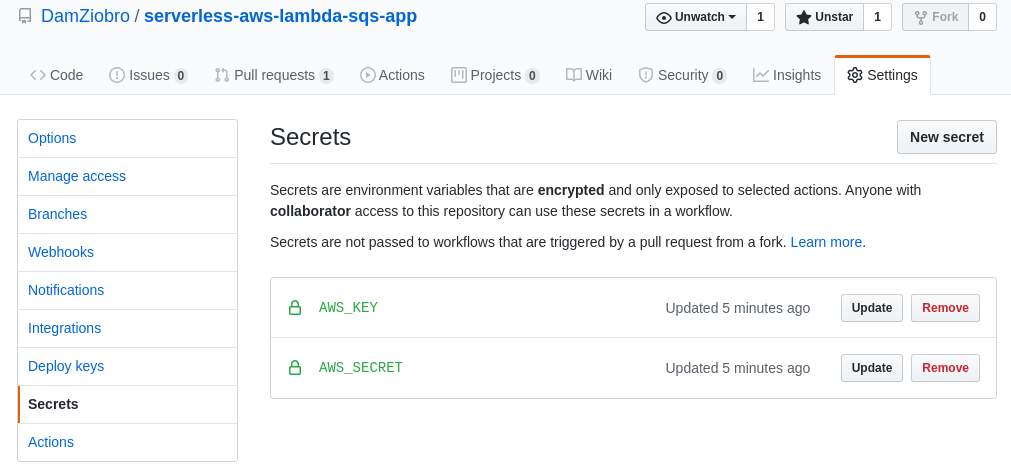 DamZiobro / serverless-aws-lambda-sqs-app
Unwatch 1 Unstar 1 Fork 0
Code Issues 0 Pull requests 1 Actions Projects 0 Wiki Security 0 Insights Settings
Options
Manage access
Branches
Webhooks
Notifications
Integrations
Deploy keys
Secrets
Actions
Secrets
New secret
Secrets are environment variables that are encrypted and only exposed to selected actions. Anyone with
collaborator access to this repository can use these secrets in a workflow.
Secrets are not passed to workflows that are triggered by a pull request from a fork. Learn more.
AWS_KEY Updated 5 minutes ago Update Remove
AWS_SECRET Updated 5 minutes ago Update Remove